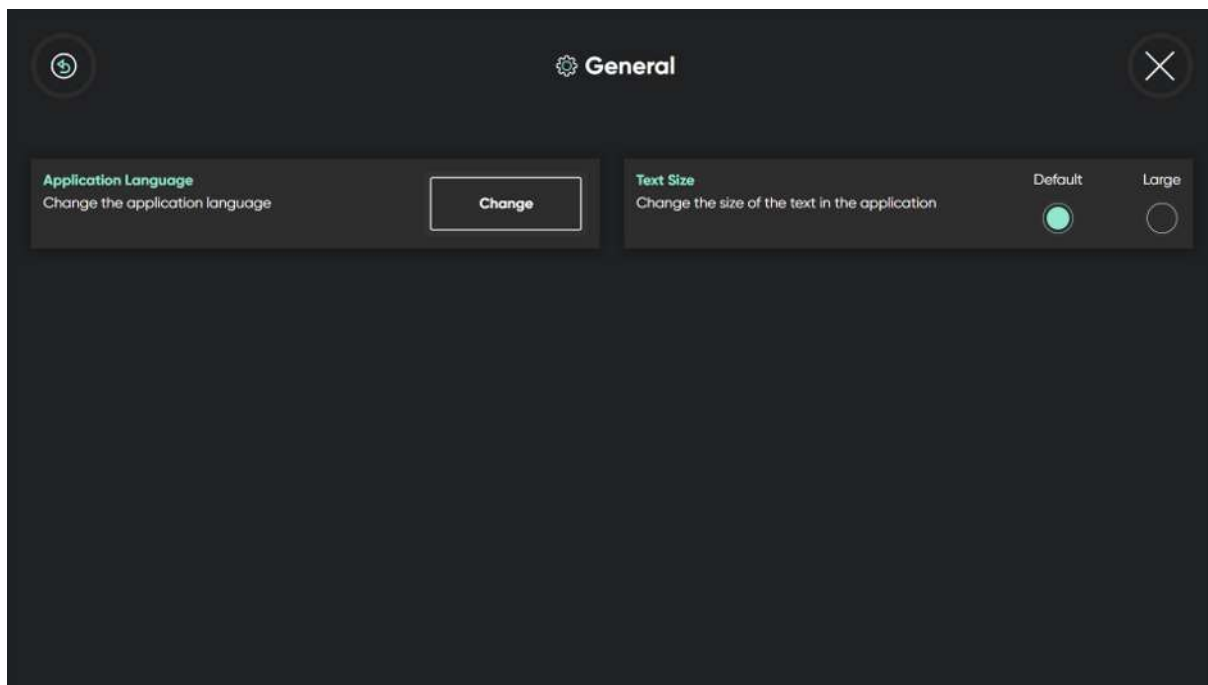 General
Application Language
Change the application language
Change
Text Size
Change the size of the text in the application
Default
Large